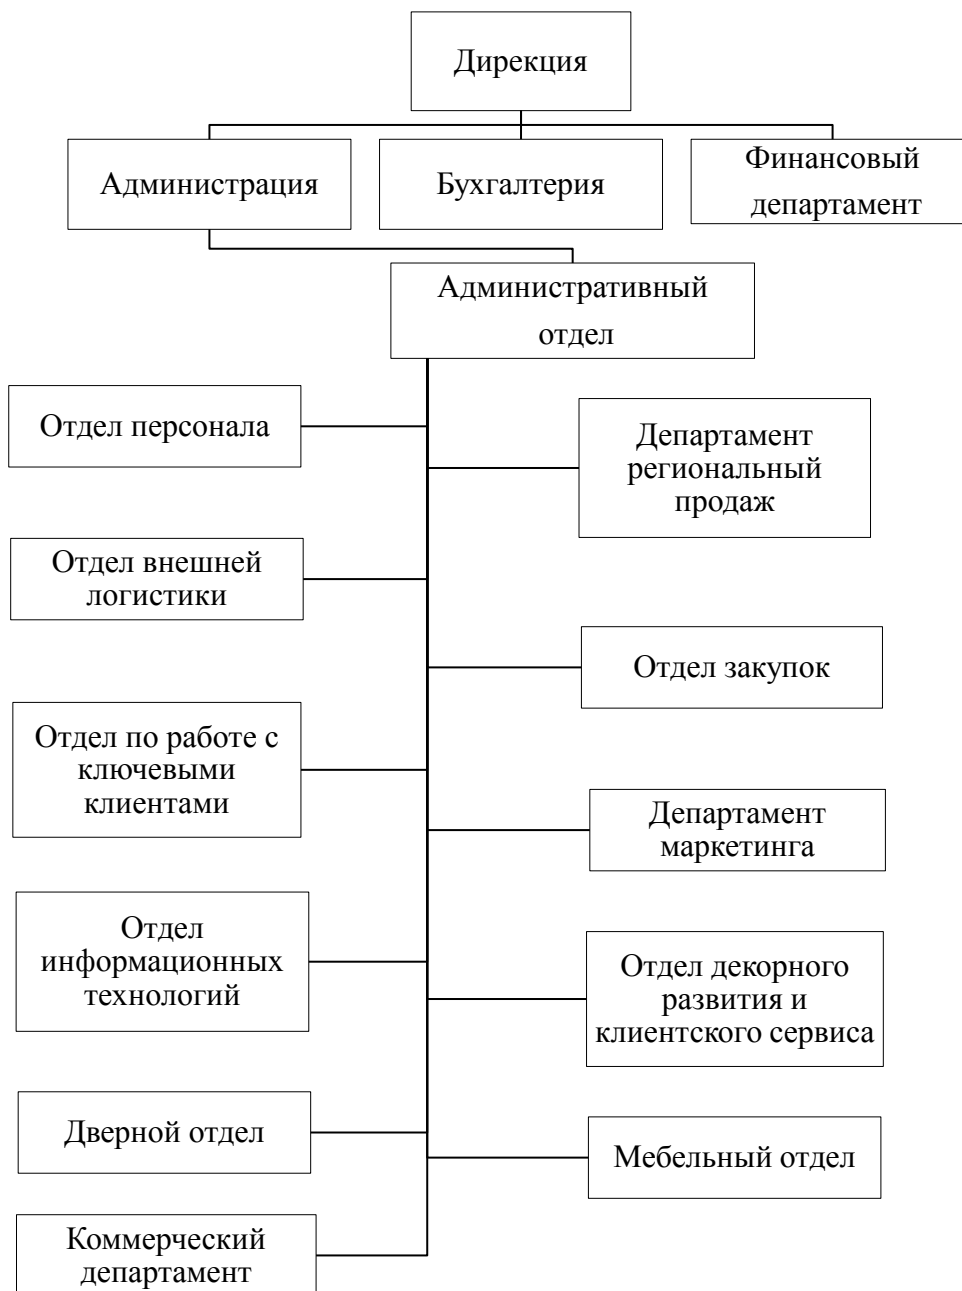 Дирекция
Администрация
Бухгалтерия
Финансовый
департамент
Административный
отдел
Отдел персонала
Департамент
региональный
продаж
Отдел внешней
логистики
Отдел закупок
Отдел по работе с
ключевыми
клиентами
Департамент
маркетинга
Отдел
информационных
технологий
Отдел декорного
развития и
клиентского сервиса
Дверной отдел
Мебельный отдел
Коммерческий
департамент